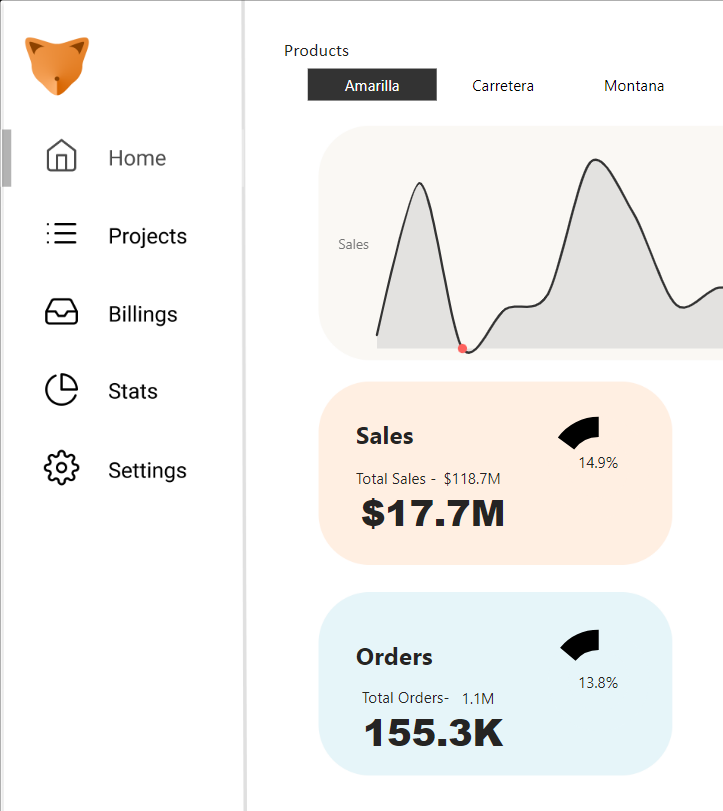 Home
Projects
Billings
Stats
Settings
Products
Amarilla Carretera Montana
Sales
Sales
14.9%
Total Sales - $118.7M
$17.7M
Orders
13.8%
Total Orders- 1.1M
155.3K